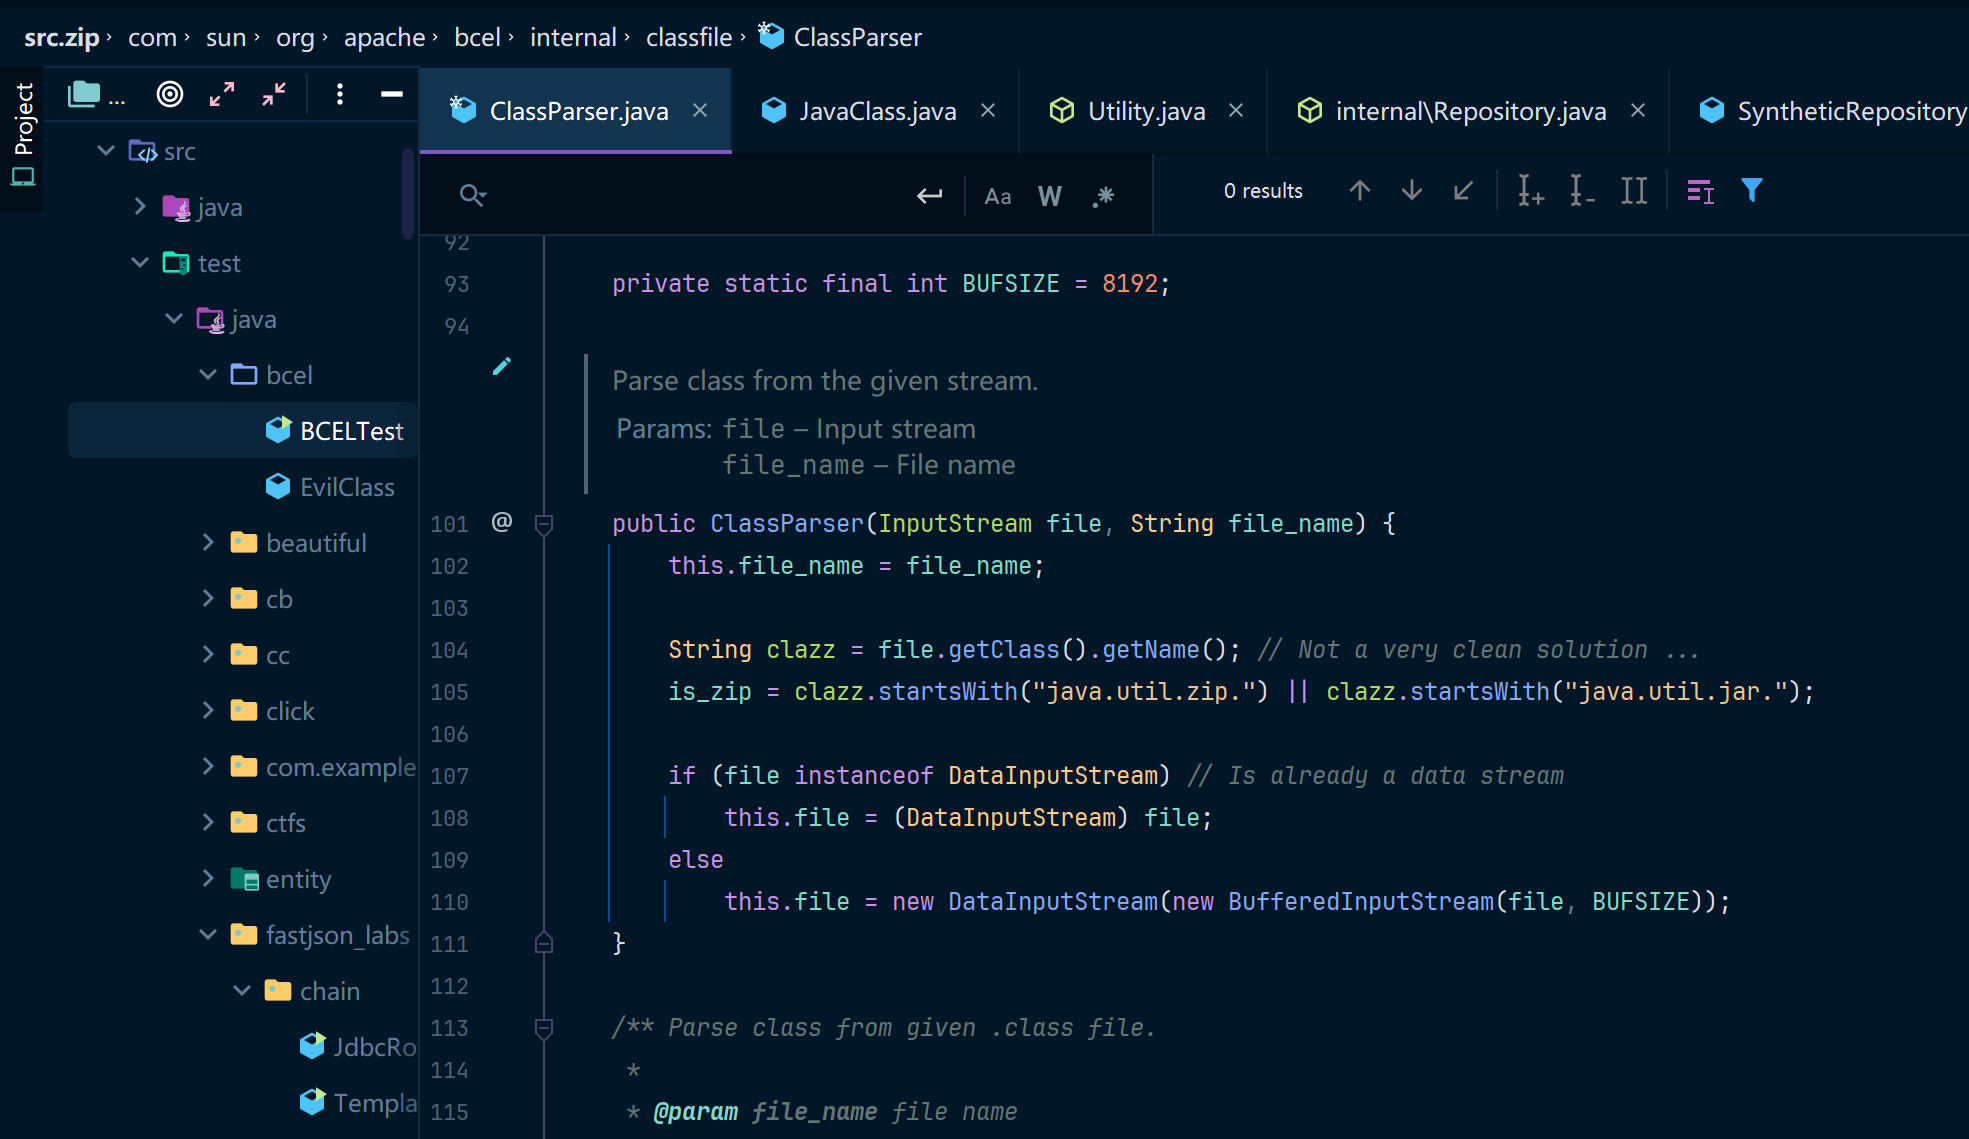 src.zip › com › sun › org › apache › bcel › internal › classfile › ClassParser
Project
...
src
java
test
java
bcel
BCELTest
EvilClass
beautiful
cb
cc
click
com.example
ctfs
entity
fastjson_labs
chain
JdbcRo
Templa
ClassParser.java
JavaClass.java
Utility.java
internal\Repository.java
SyntheticRepository
Aa W .*
0 results
92
93 private static final int BUFSIZE = 8192;
94
Parse class from the given stream.
Params: file – Input stream
file_name – File name
101 @ public ClassParser(InputStream file, String file_name) {
102 this.file_name = file_name;
103
104 String clazz = file.getClass().getName(); // Not a very clean solution ...
105 is_zip = clazz.startsWith("java.util.zip.") || clazz.startsWith("java.util.jar.");
106
107 if (file instanceof DataInputStream) // Is already a data stream
108 this.file = (DataInputStream) file;
109 else
110 this.file = new DataInputStream(new BufferedInputStream(file, BUFSIZE));
111 }
112
113 /** Parse class from given .class file.
114 *
115 * @param file_name file name